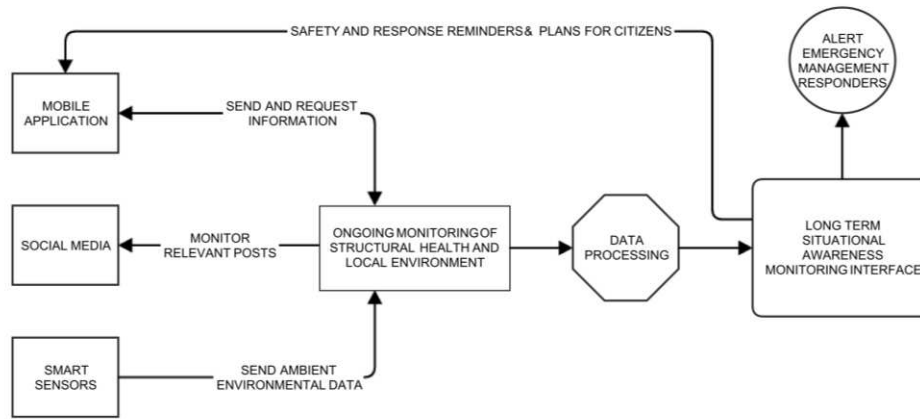 SAFETY AND RESPONSE REMINDERS & PLANS FOR CITIZENS
ALERT
EMERGENCY
MANAGEMENT
RESPONDERS
MOBILE
APPLICATION
SEND AND REQUEST
INFORMATION
SOCIAL MEDIA
MONITOR
RELEVANT POSTS
ONGOING MONITORING OF
STRUCTURAL HEALTH AND
LOCAL ENVIRONMENT
DATA
PROCESSING
LONG TERM
SITUATIONAL
AWARENESS
MONITORING INTERFACE
SMART
SENSORS
SEND AMBIENT
ENVIRONMENTAL DATA